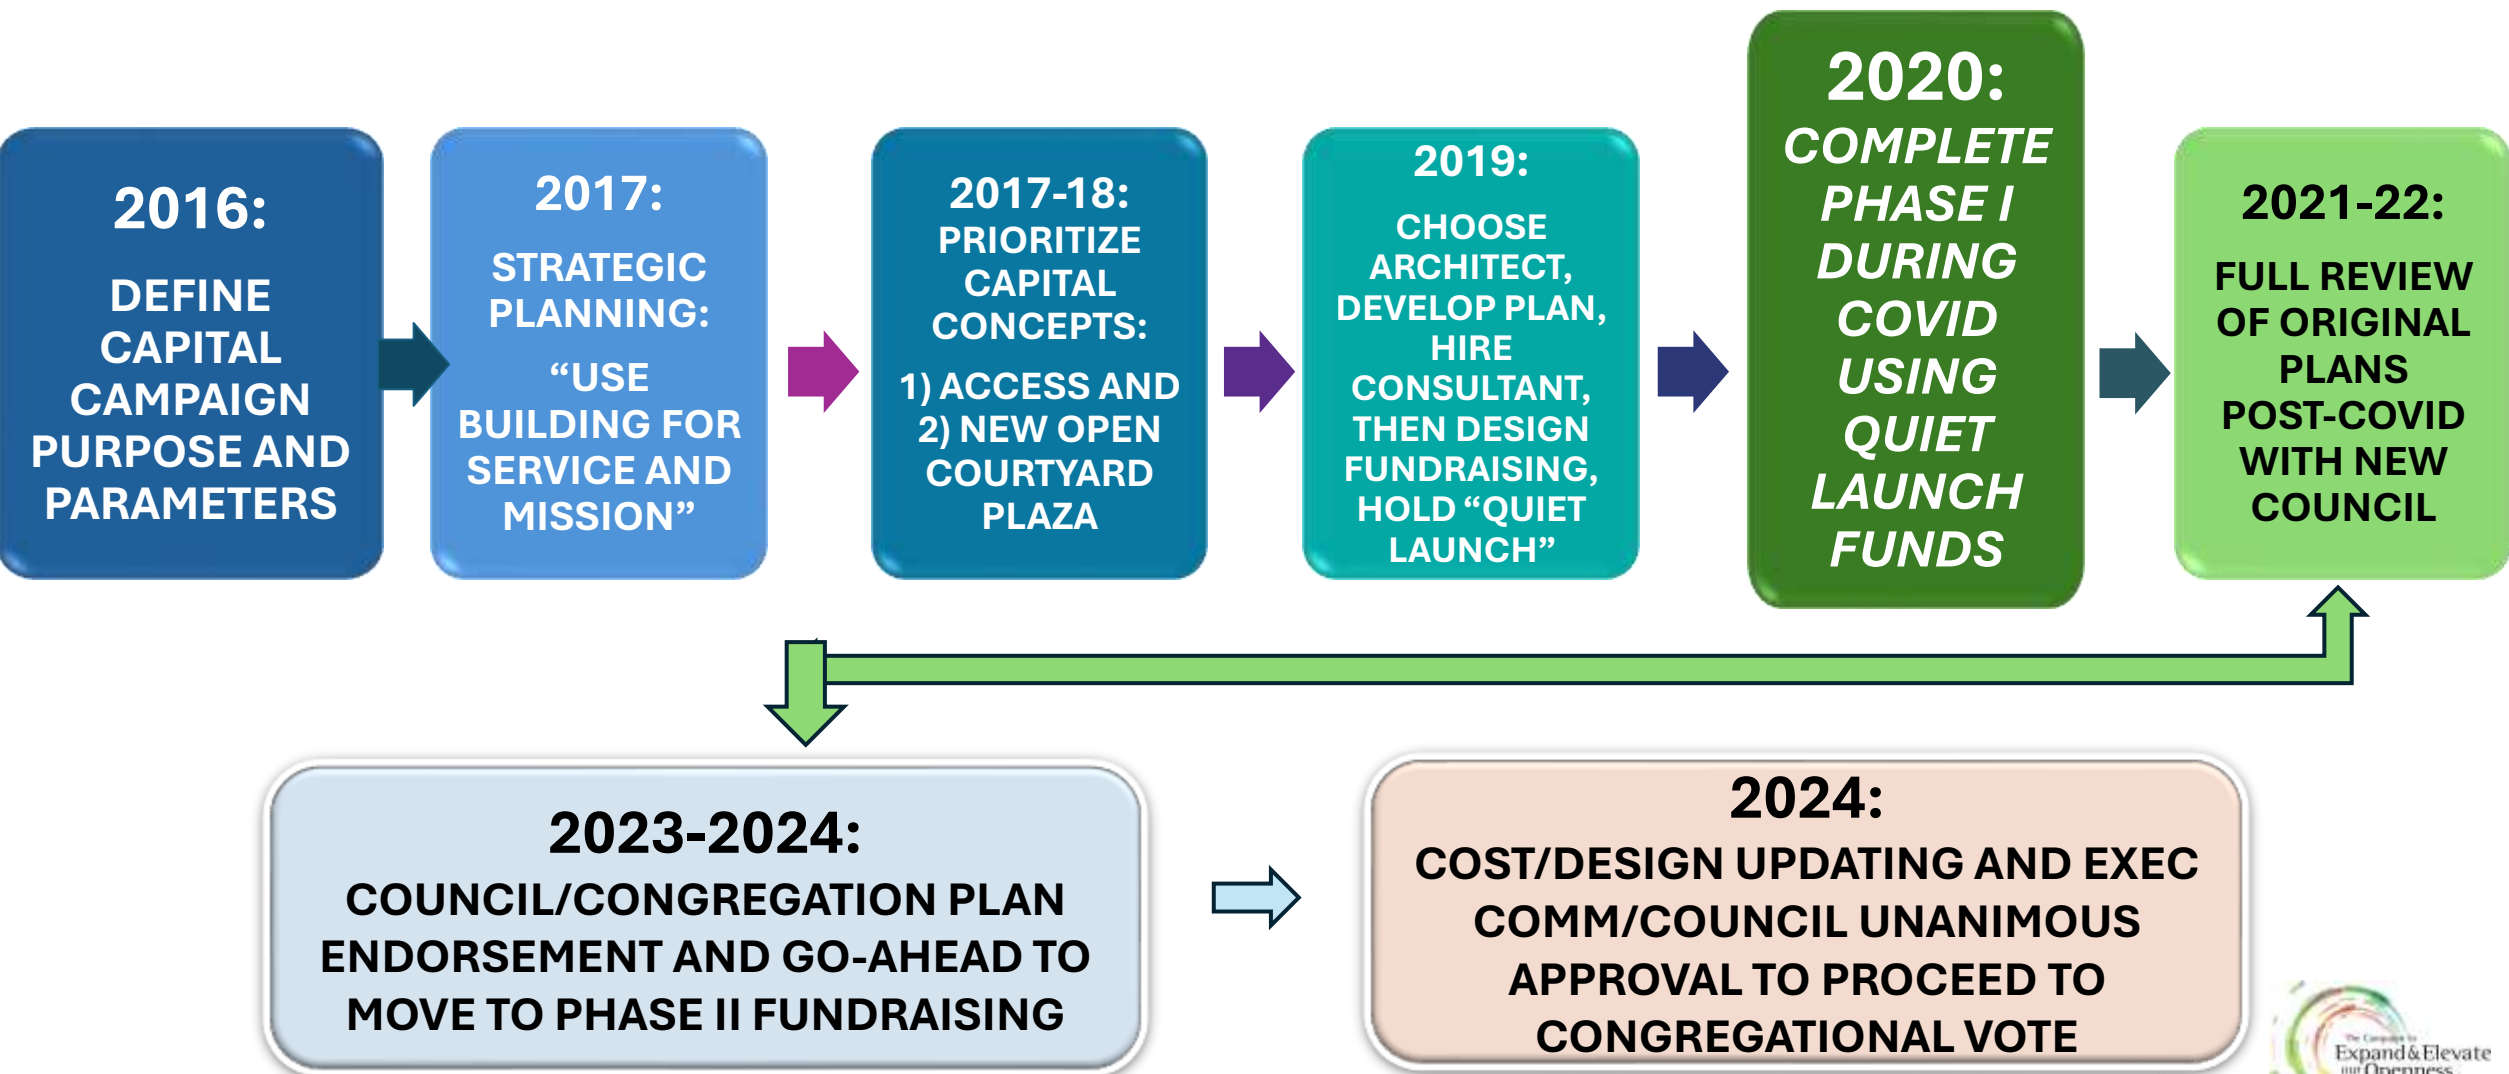 2016:
DEFINE
CAPITAL
CAMPAIGN
PURPOSE AND
PARAMETERS
2017:
STRATEGIC
PLANNING:
“USE
BUILDING FOR
SERVICE AND
MISSION”
2017-18:
PRIORITIZE
CAPITAL
CONCEPTS:
1) ACCESS AND
2) NEW OPEN
COURTYARD
PLAZA
2019:
CHOOSE
ARCHITECT,
DEVELOP PLAN,
HIRE
CONSULTANT,
THEN DESIGN
FUNDRAISING,
HOLD “QUIET
LAUNCH”
2020:
COMPLETE
PHASE I
DURING
COVID
USING
QUIET
LAUNCH
FUNDS
2021-22:
FULL REVIEW
OF ORIGINAL
PLANS
POST-COVID
WITH NEW
COUNCIL
2023-2024:
COUNCIL/CONGREGATION PLAN
ENDORSEMENT AND GO-AHEAD TO
MOVE TO PHASE II FUNDRAISING
2024:
COST/DESIGN UPDATING AND EXEC
COMM/COUNCIL UNANIMOUS
APPROVAL TO PROCEED TO
CONGREGATIONAL VOTE
The Campaign to
Expand & Elevate
our Openness